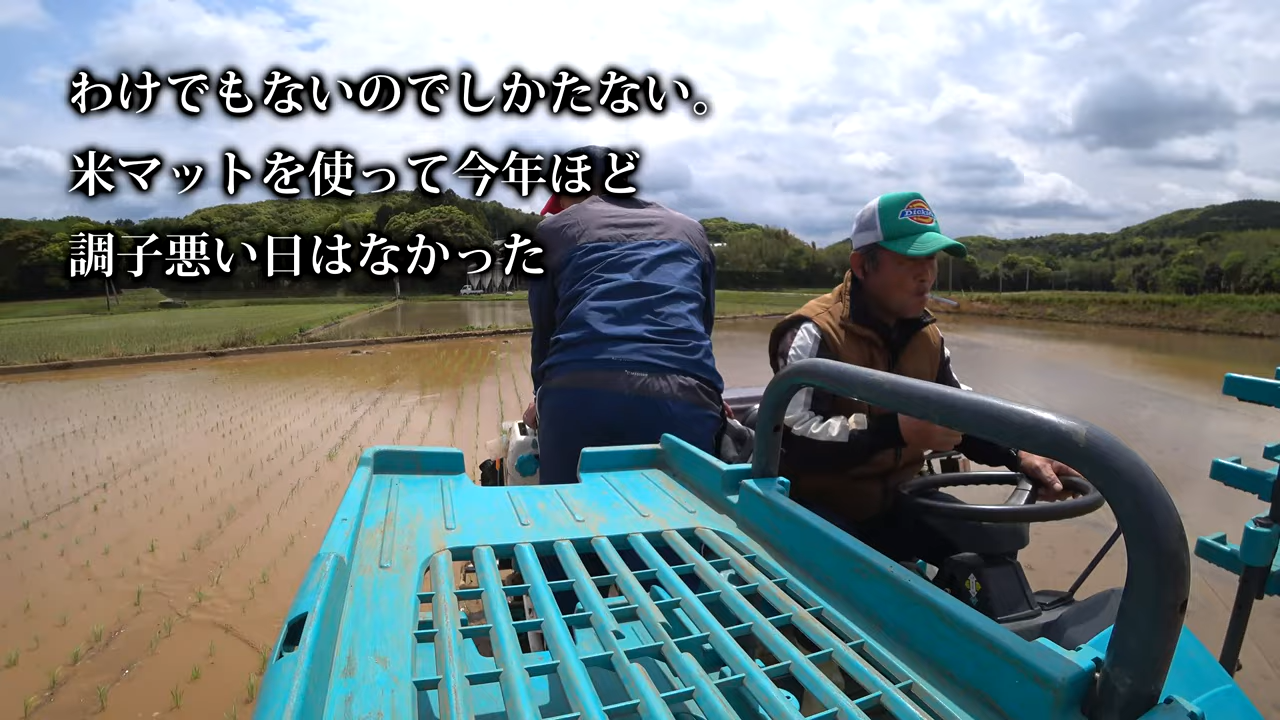 わけでもないのでしかたない。
米マットを使って今年ほど
調子悪い日はなかった
Dickies